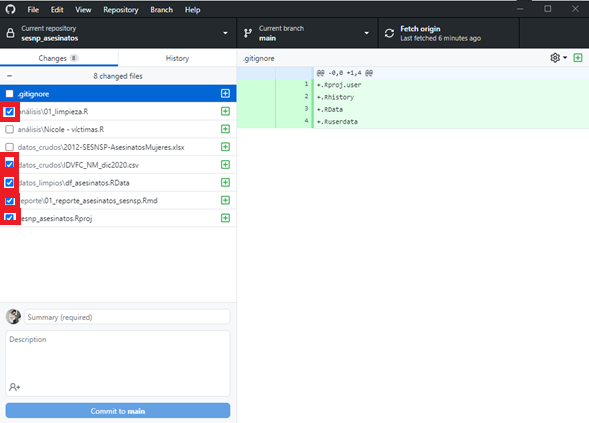 File Edit View Repository Branch Help
Current repository
sesnp_asesinatos
Current branch
main
Fetch origin
Last fetched 6 minutes ago
Changes 8
History
8 changed files
.gitignore
análisis\01_limpieza.R
análisis\Nicole - víctimas.R
datos_crudos\2012-SESNSP-AsesinatosMujeres.xlsx
datos_crudos\IDVFC_NM_dic2020.csv
datos_limpios\df_asesinatos.RData
reporte\01_reporte_asesinatos_sesnsp.Rmd
sesnp_asesinatos.Rproj
Summary (required)
Description
Commit to main
.gitignore
@@ -0,0 +1,4 @@
1 +.Rproj.user
2 +.Rhistory
3 +.RData
4 +.Ruserdata